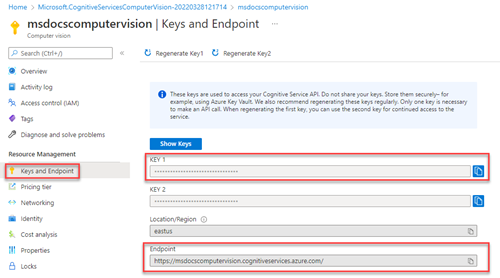 Home > Microsoft.CognitiveServicesComputerVision-20220328121714 > msdocscomputervision
msdocscomputervision | Keys and Endpoint
Computer vision
Search (Ctrl+/)
Regenerate Key1 Regenerate Key2
Overview
Activity log
Access control (IAM)
Tags
Diagnose and solve problems
Resource Management
Keys and Endpoint
Pricing tier
Networking
Identity
Cost analysis
Properties
Locks
These keys are used to access your Cognitive Service API. Do not share your keys. Store them securely– for
example, using Azure Key Vault. We also recommend regenerating these keys regularly. Only one key is necessary
to make an API call. When regenerating the first key, you can use the second key for continued access to the
service.
Show Keys
KEY 1
KEY 2
Location/Region
eastus
Endpoint
https://msdocscomputervision.cognitiveservices.azure.com/